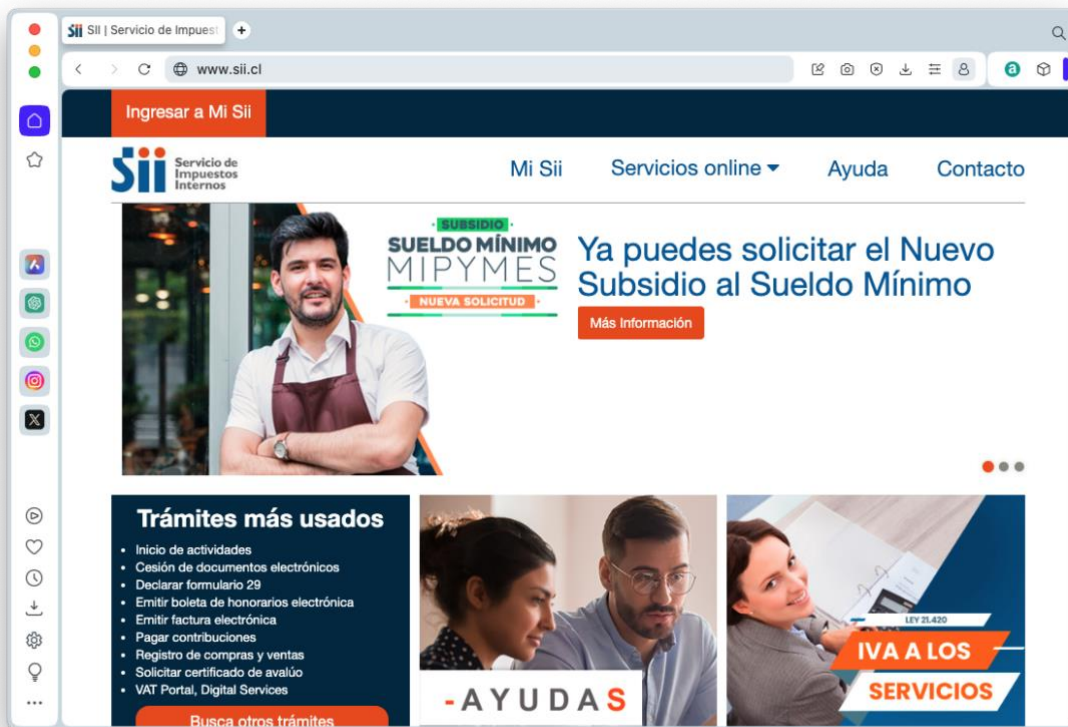 SII | Servicio de Impuest
www.sii.cl
Ingresar a Mi Sii
Sii Servicio de
Impuestos
Internos
Mi Sii Servicios online Ayuda Contacto
SUBSIDIO
SUELDO MÍNIMO
MIPYMES
NUEVA SOLICITUD
Ya puedes solicitar el Nuevo
Subsidio al Sueldo Mínimo
Más Información
Trámites más usados
Inicio de actividades
Cesión de documentos electrónicos
Declarar formulario 29
Emitir boleta de honorarios electrónica
Emitir factura electrónica
Pagar contribuciones
Registro de compras y ventas
Solicitar certificado de avalúo
VAT Portal, Digital Services
Busca otros trámites
-AYUDAS
LEY 21.420
IVA A LOS
SERVICIOS